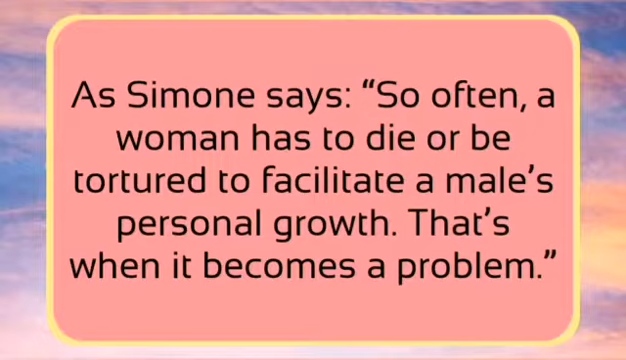 As Simone says: “So often, a
woman has to die or be
tortured to facilitate a male’s
personal growth. That’s
when it becomes a problem.”